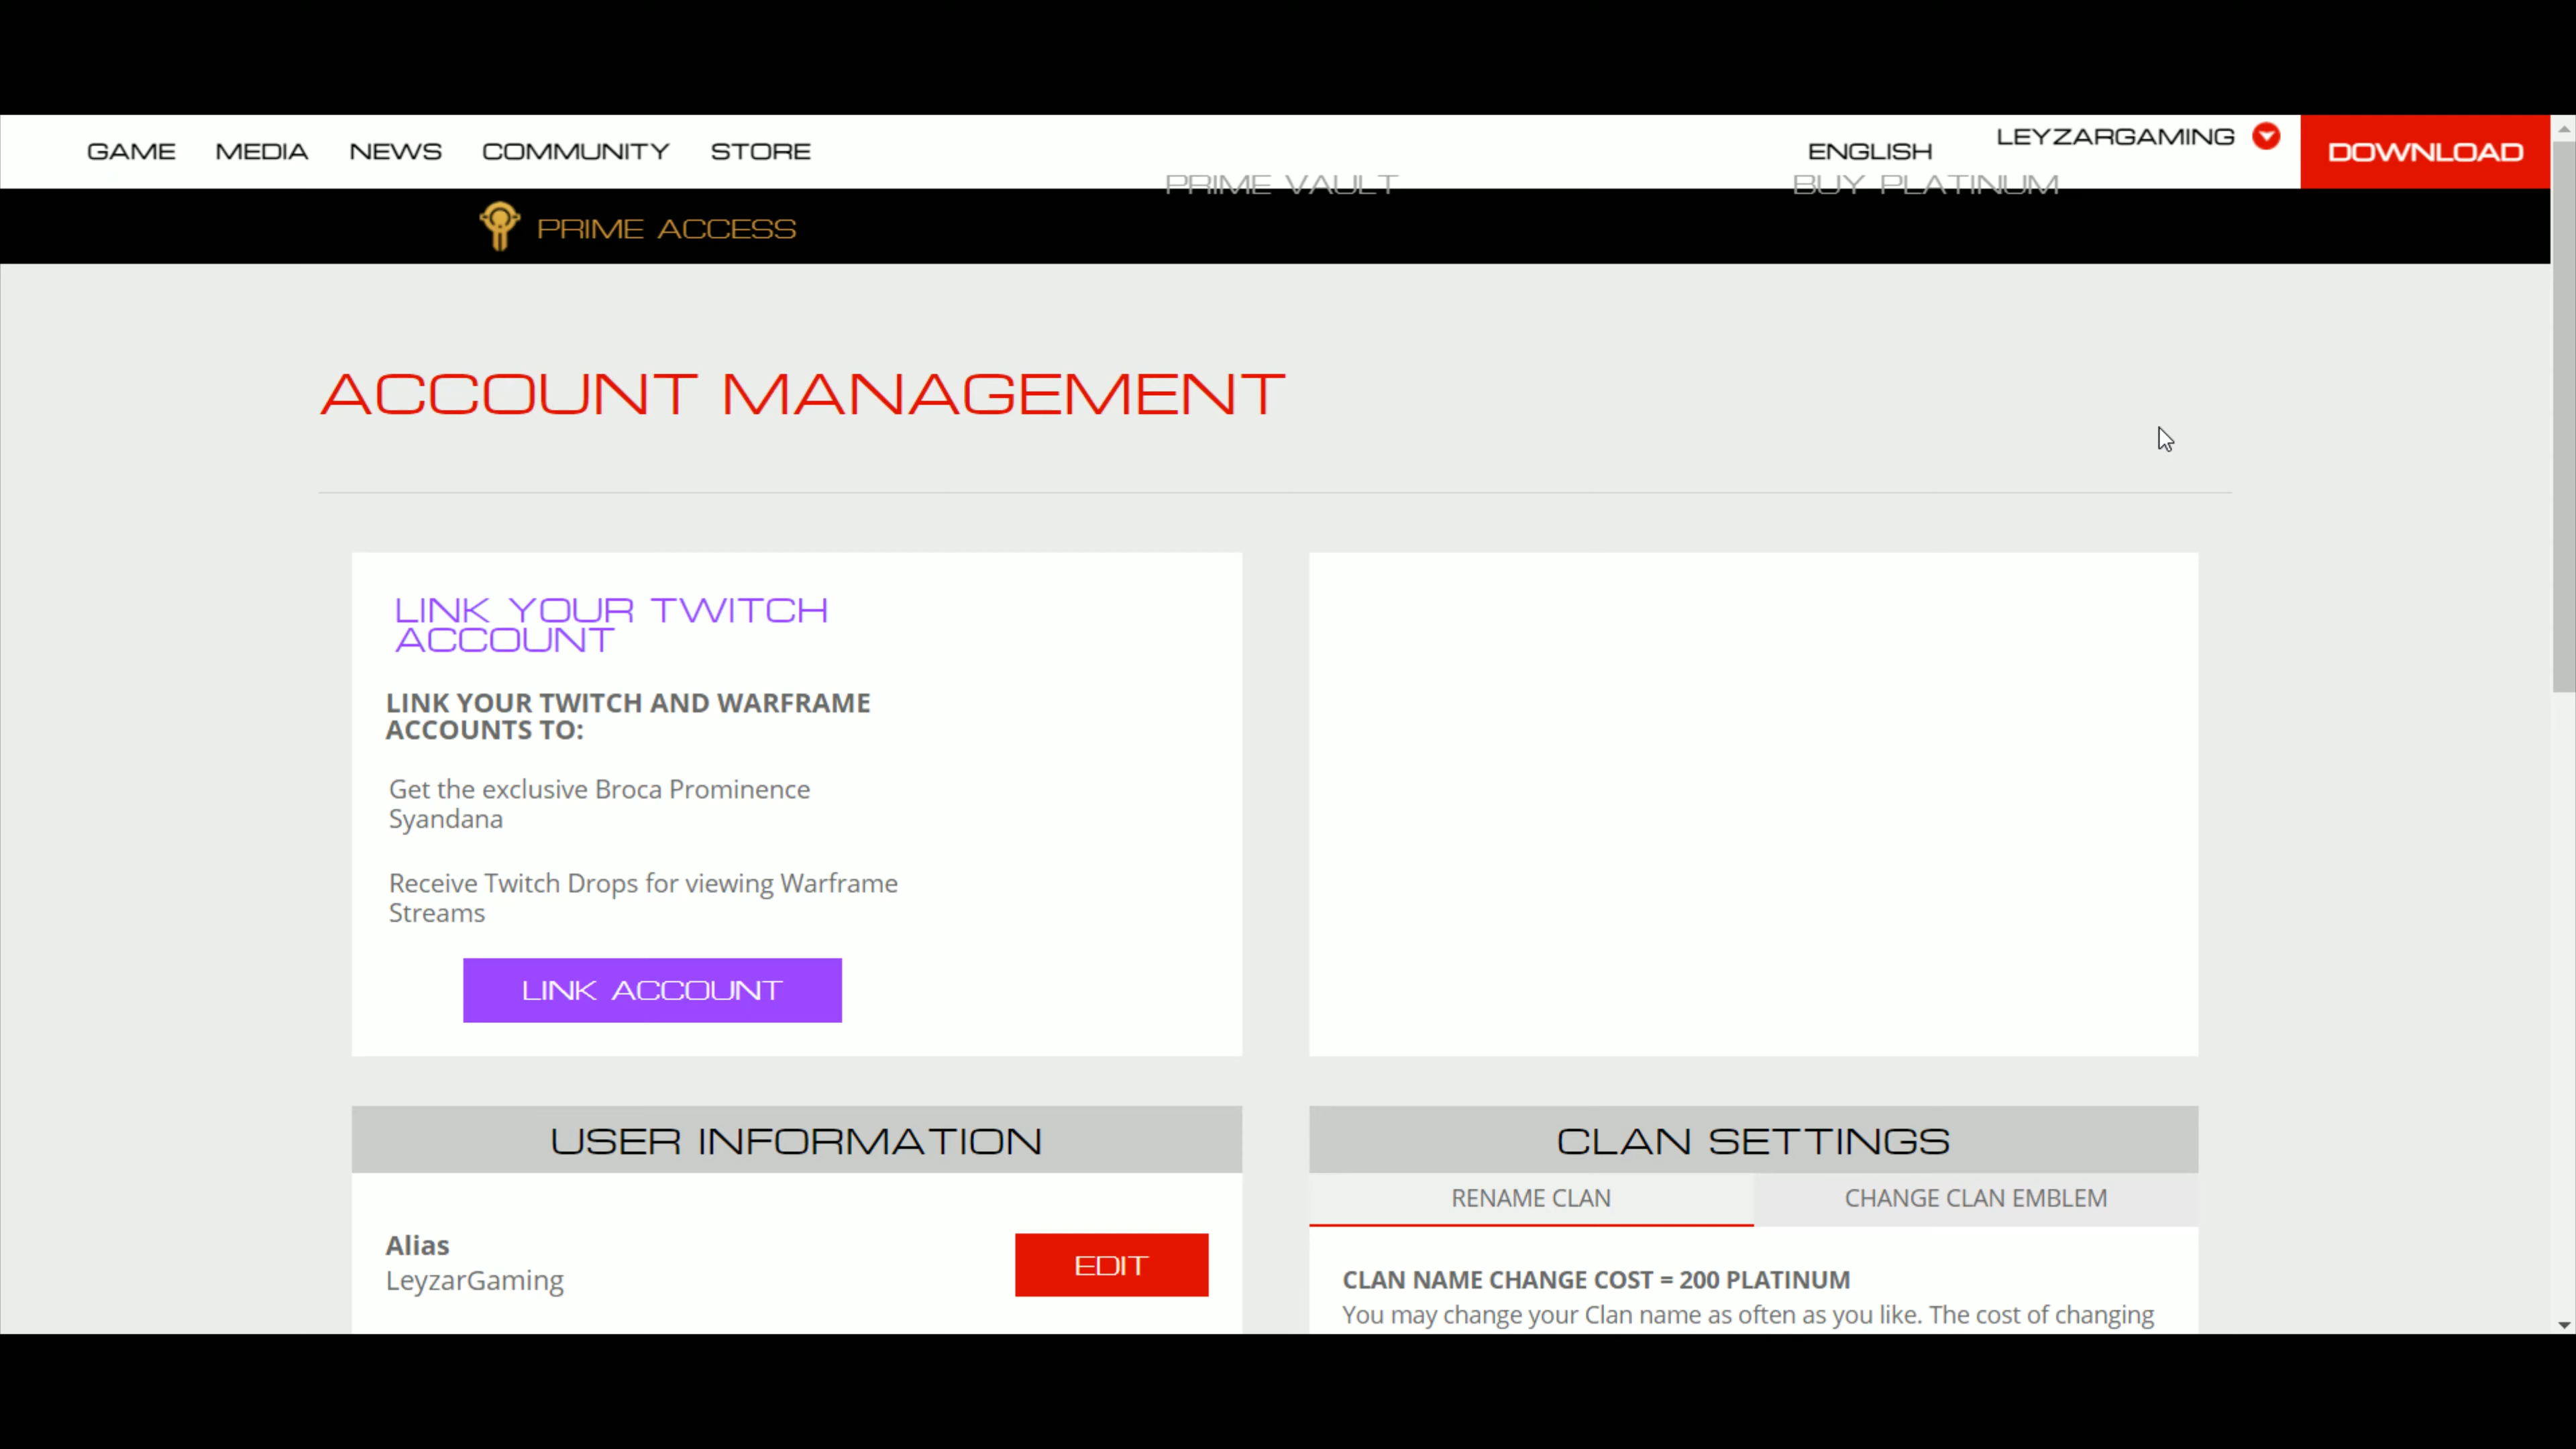 GAME MEDIA NEWS COMMUNITY STORE ENGLISH LEYZARGAMING DOWNLOAD
PRIME ACCESS PRIME VAULT BUY PLATINUM
ACCOUNT MANAGEMENT
LINK YOUR TWITCH
ACCOUNT
LINK YOUR TWITCH AND WARFRAME
ACCOUNTS TO:
Get the exclusive Broca Prominence
Syandana
Receive Twitch Drops for viewing Warframe
Streams
LINK ACCOUNT
USER INFORMATION
Alias
LeyzarGaming
EDIT
CLAN SETTINGS
RENAME CLAN CHANGE CLAN EMBLEM
CLAN NAME CHANGE COST = 200 PLATINUM
You may change your Clan name as often as you like. The cost of changing